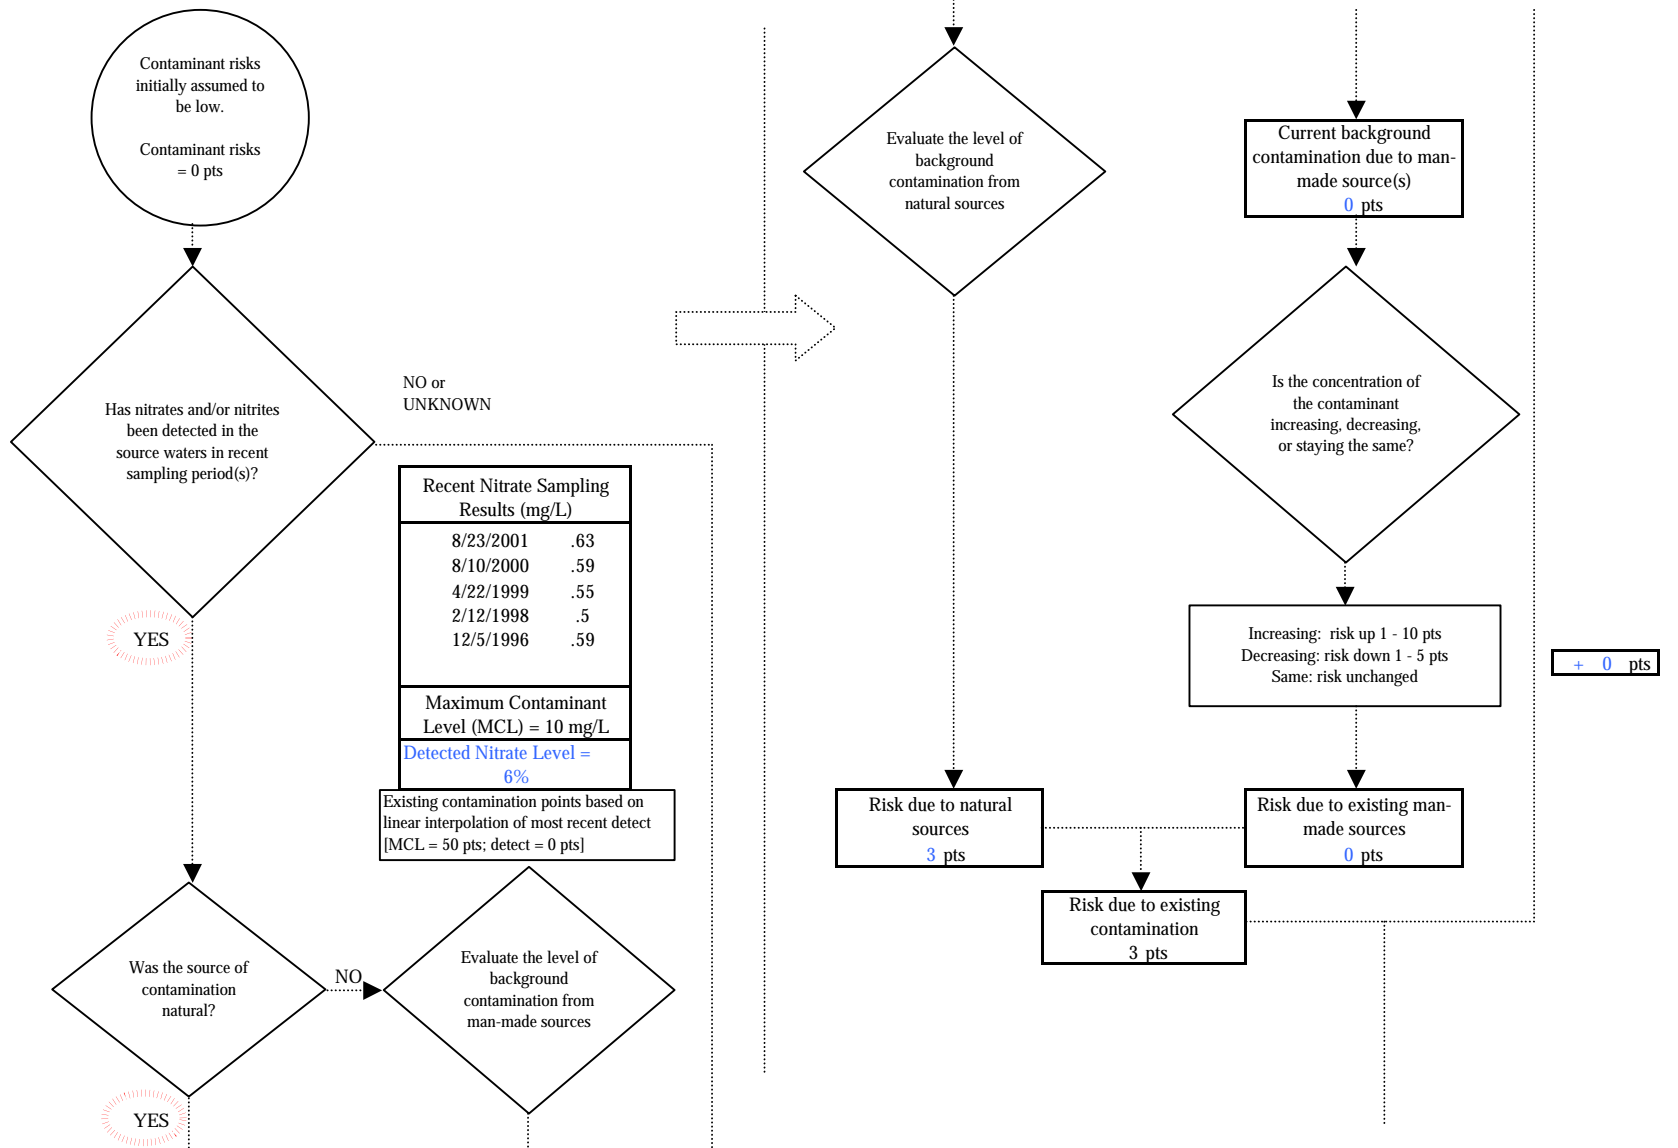 Contaminant risks
initially assumed to
be low.
Contaminant risks
= 0 pts
Has nitrates and/or nitrites
been detected in the
source waters in recent
sampling period(s)?
NO or
UNKNOWN
YES
Recent Nitrate Sampling
Results (mg/L)
8/23/2001 .63
8/10/2000 .59
4/22/1999 .55
2/12/1998 .5
12/5/1996 .59
Maximum Contaminant
Level (MCL) = 10 mg/L
Detected Nitrate Level =
6%
Existing contamination points based on
linear interpolation of most recent detect
[MCL = 50 pts; detect = 0 pts]
Was the source of
contamination
natural?
NO
YES
Evaluate the level of
background
contamination from
man-made sources
Evaluate the level of
background
contamination from
natural sources
Current background
contamination due to man-
made source(s)
0 pts
Is the concentration of
the contaminant
increasing, decreasing,
or staying the same?
Increasing: risk up 1 - 10 pts
Decreasing: risk down 1 - 5 pts
Same: risk unchanged
+ 0 pts
Risk due to natural
sources
3 pts
Risk due to existing man-
made sources
0 pts
Risk due to existing
contamination
3 pts